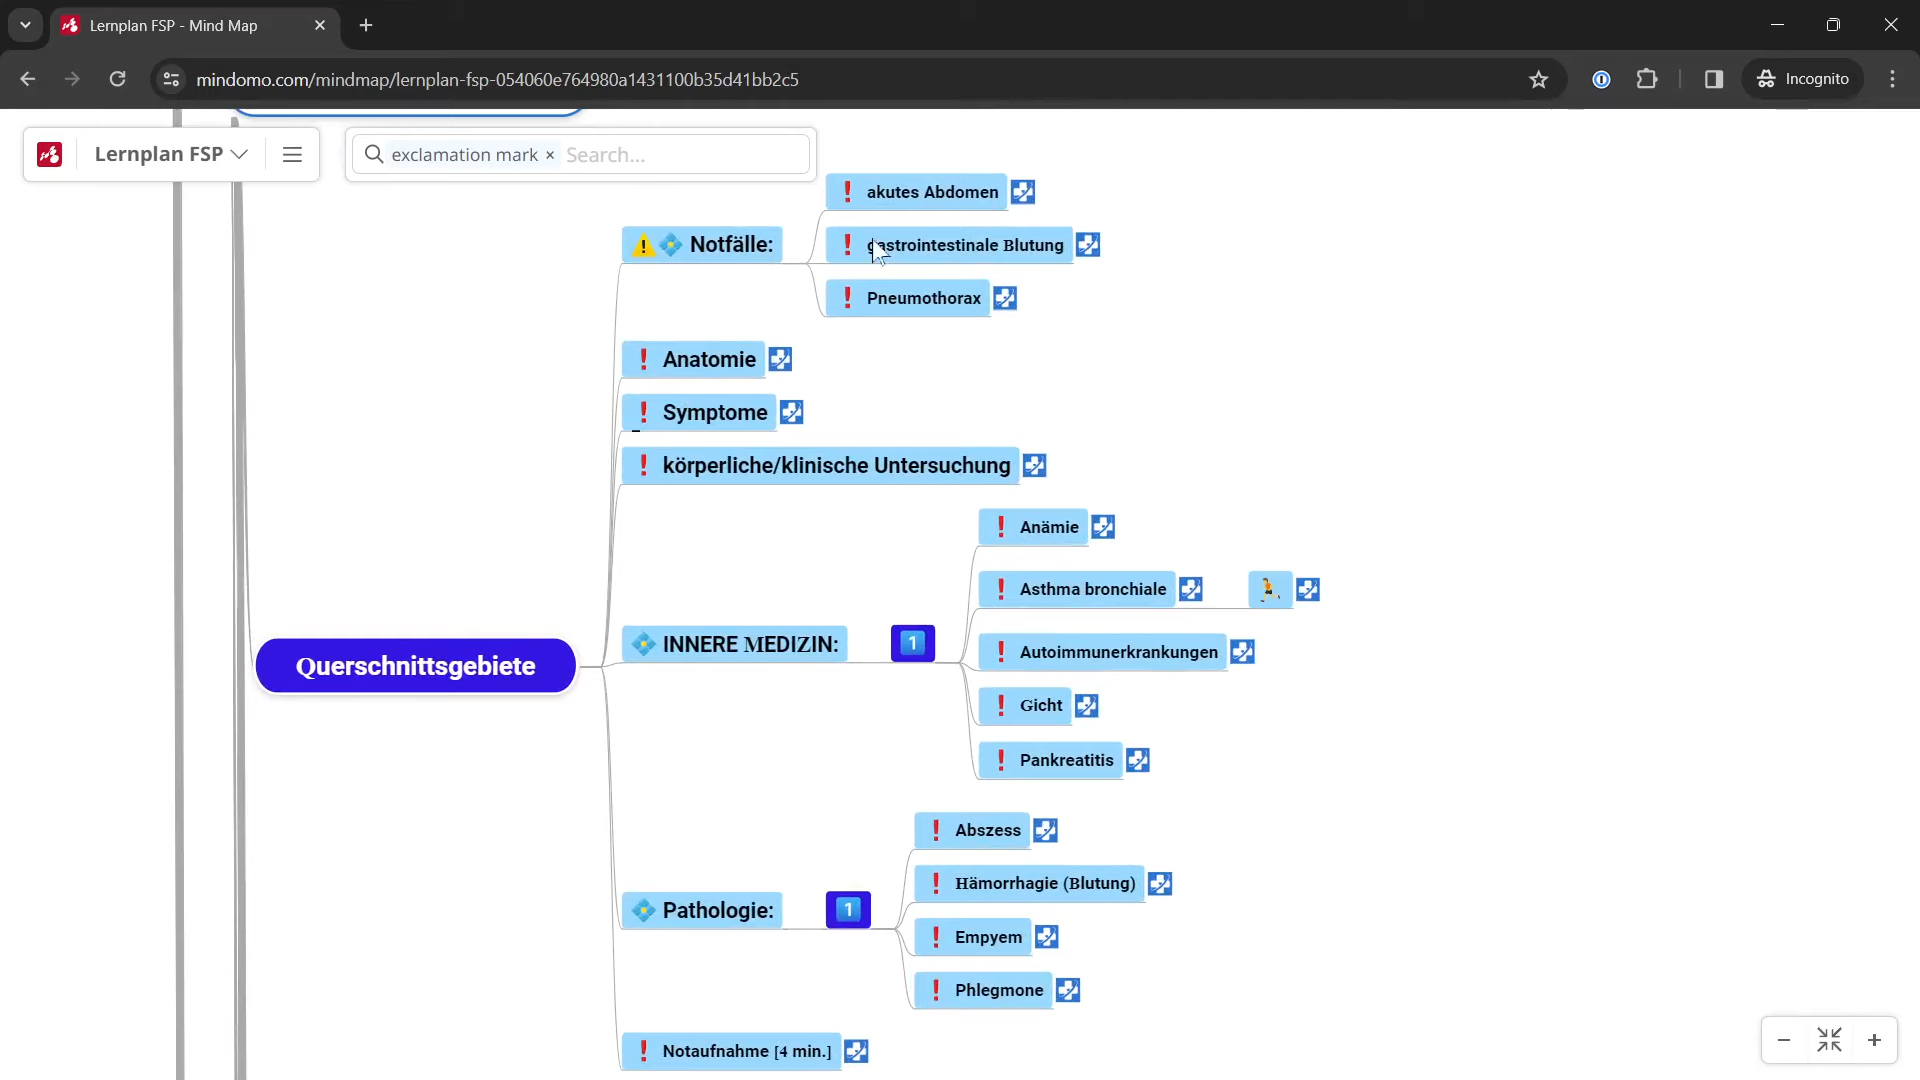 Lernplan FSP - Mind Map
mindomo.com/mindmap/lernplan-fsp-054060e764980a1431100b35d41bb2c5
Incognito
Lernplan FSP
exclamation mark × Search...
akutes Abdomen
Notfälle:
gastrointestinale Blutung
Pneumothorax
Anatomie
Symptome
körperliche/klinische Untersuchung
Anämie
Asthma bronchiale
INNERE MEDIZIN:
1
Autoimmunerkrankungen
Querschnittsgebiete
Gicht
Pankreatitis
Abszess
Hämorrhagie (Blutung)
Pathologie:
1
Empyem
Phlegmone
Notaufnahme [4 min.]